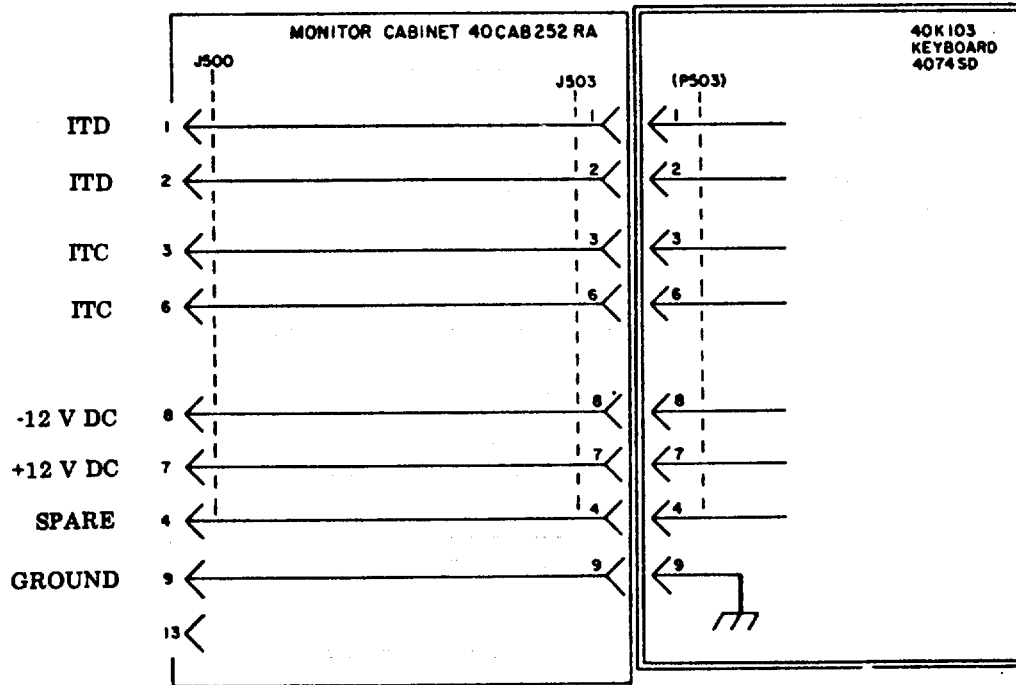 MONITOR CABINET 40CAB252 RA
40K103
KEYBOARD
4074SD
J500
J503
(P503)
ITD 1 1 1
ITD 2 2 2
ITC 3 3 3
ITC 6 6 6
-12 V DC 8 8 8
+12 V DC 7 7 7
SPARE 4 4 4
GROUND 9 9 9
13